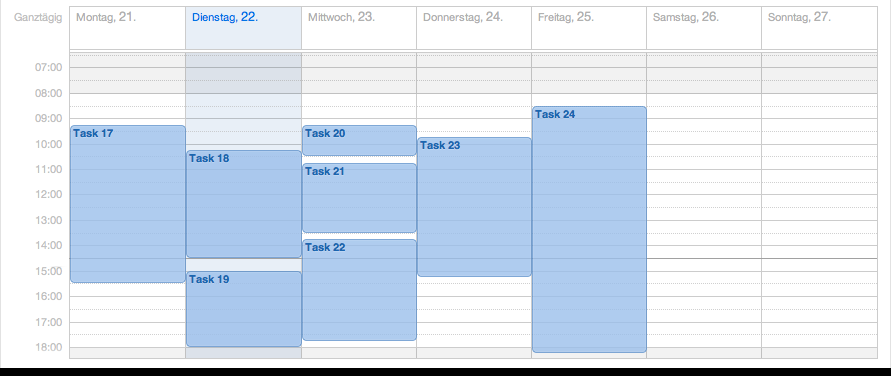 Ganztägig Montag, 21. Dienstag, 22. Mittwoch, 23. Donnerstag, 24. Freitag, 25. Samstag, 26. Sonntag, 27.
07:00
08:00
Task 24
09:00
Task 17 Task 20
10:00 Task 23
Task 18
11:00 Task 21
12:00
13:00
14:00 Task 22
15:00
Task 19
16:00
17:00
18:00